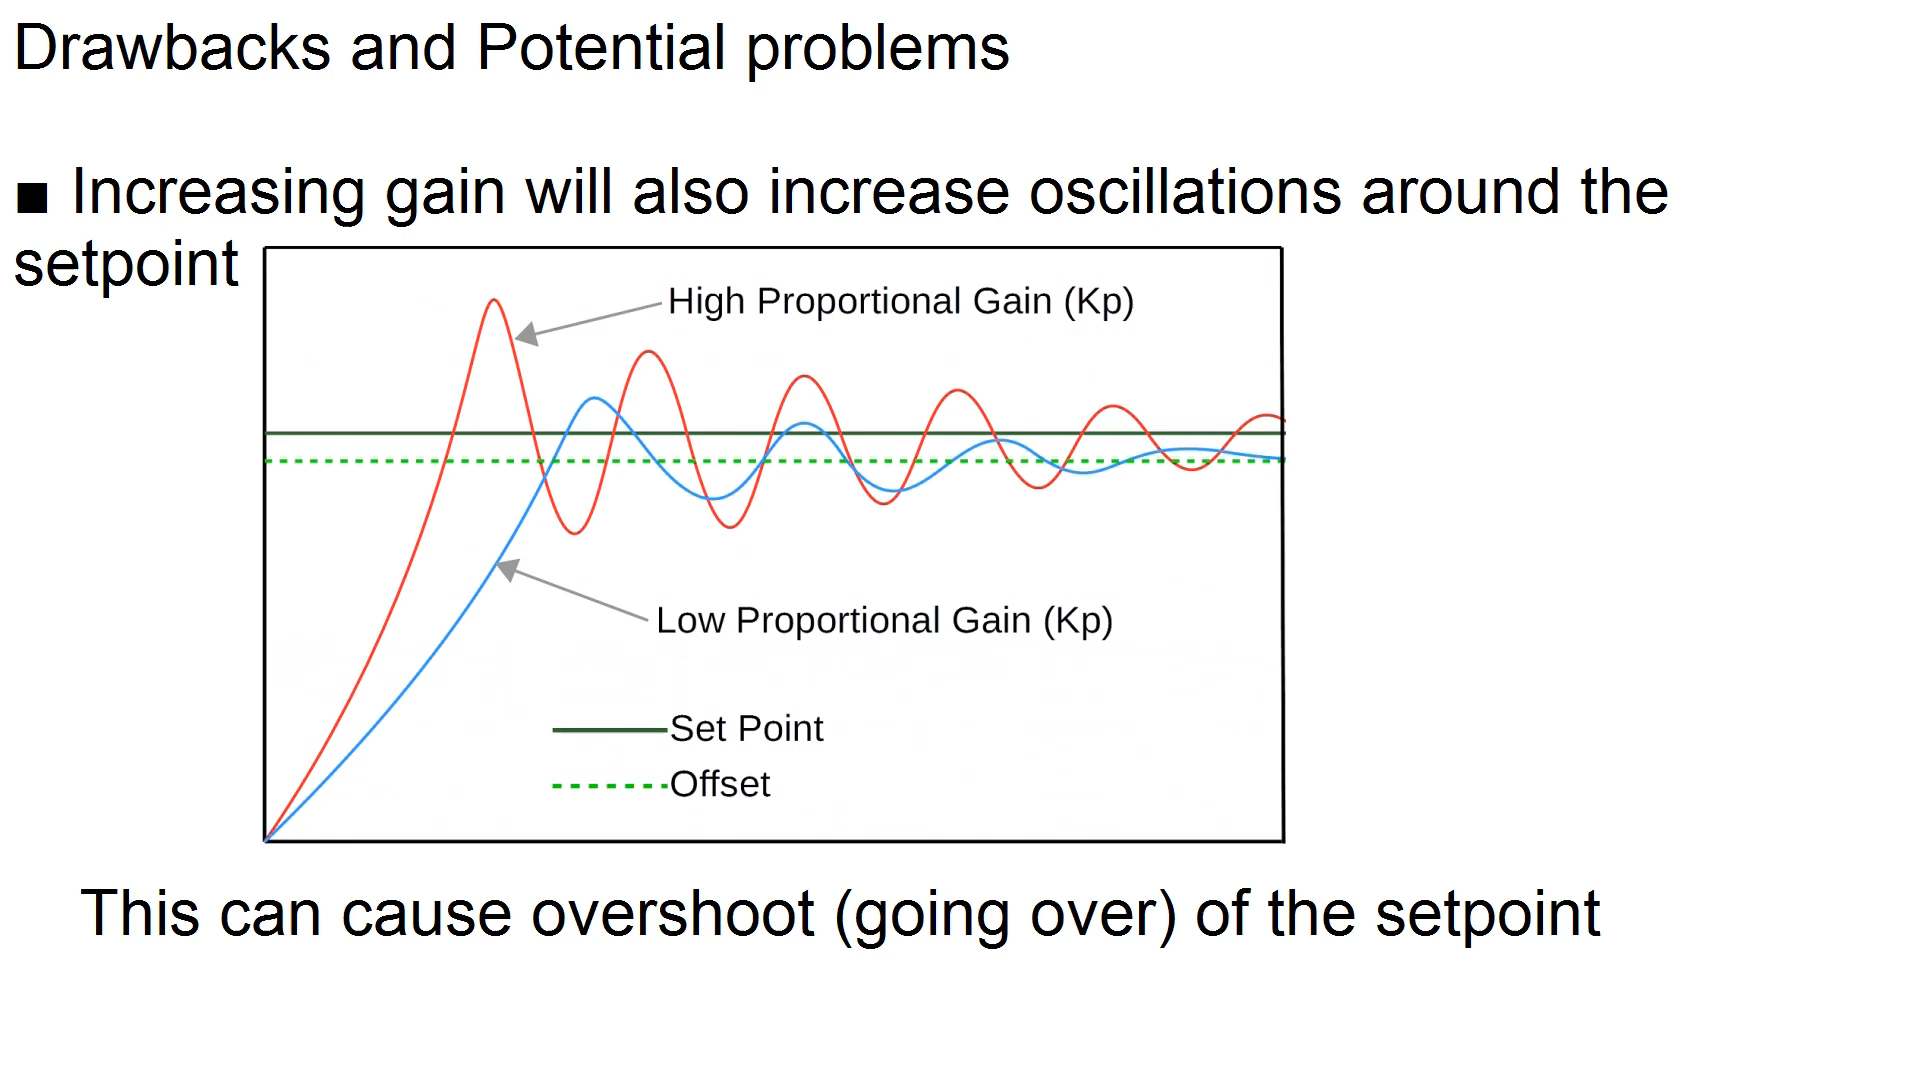 Drawbacks and Potential problems
■ Increasing gain will also increase oscillations around the
setpoint
High Proportional Gain (Kp)
Low Proportional Gain (Kp)
Set Point
Offset
This can cause overshoot (going over) of the setpoint